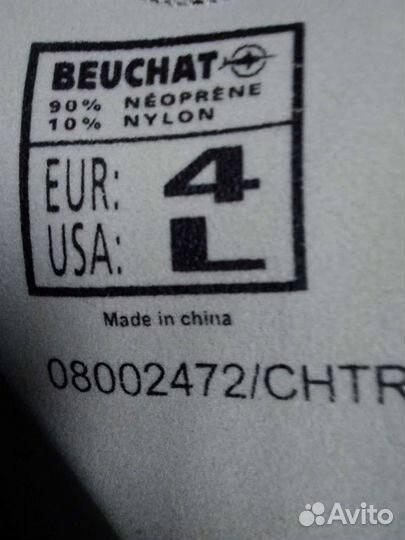 BEUCHAT
90% NÉOPRÈNE
10% NYLON
EUR: 4
USA: L
Made in china
08002472/CHTR
Avito